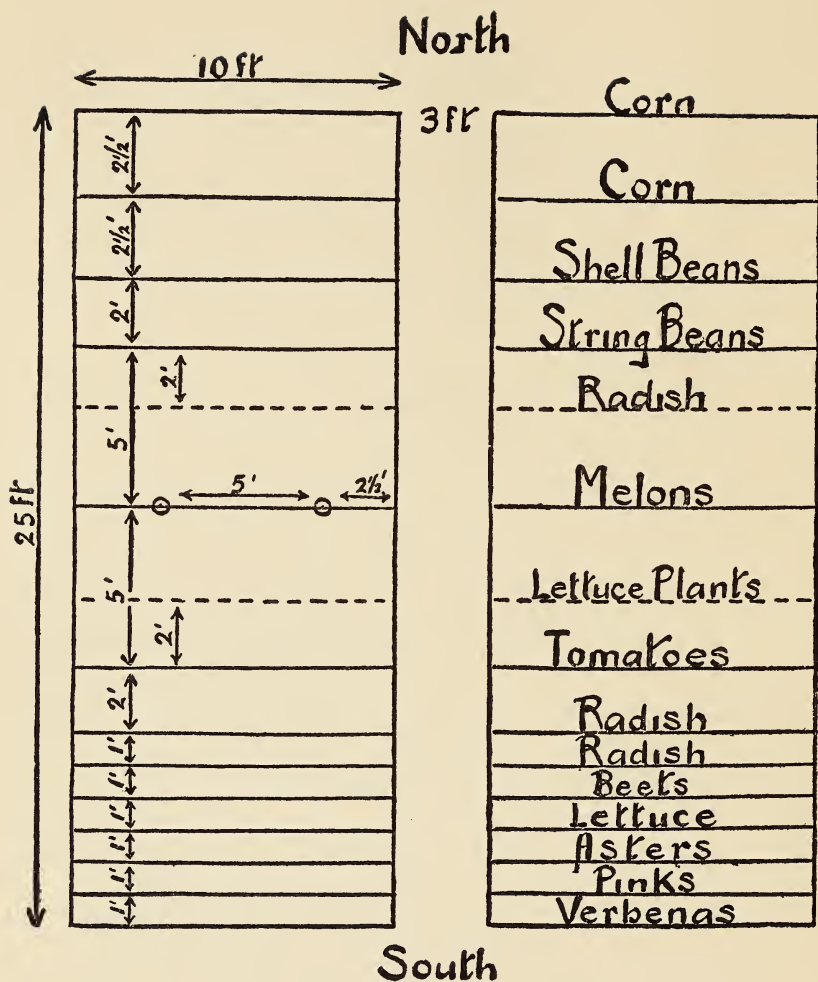 North
10 ft
3 ft
25 ft
2½'
2½'
2'
2'
5'
5'
2½'
5'
2'
2'
1'
1'
1'
1'
1'
1'
Corn
Corn
Shell Beans
String Beans
Radish
Melons
Lettuce Plants
Tomatoes
Radish
Radish
Beets
Lettuce
Asters
Pinks
Verbenas
South